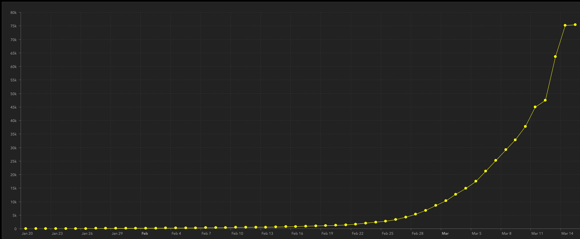 80k
75k
70k
65k
60k
55k
50k
45k
40k
35k
30k
25k
20k
15k
10k
5k
0
Jan 20 Jan 23 Jan 26 Jan 29 Feb Feb 4 Feb 7 Feb 10 Feb 13 Feb 16 Feb 19 Feb 22 Feb 25 Feb 28 Mar Mar 5 Mar 8 Mar 11 Mar 14